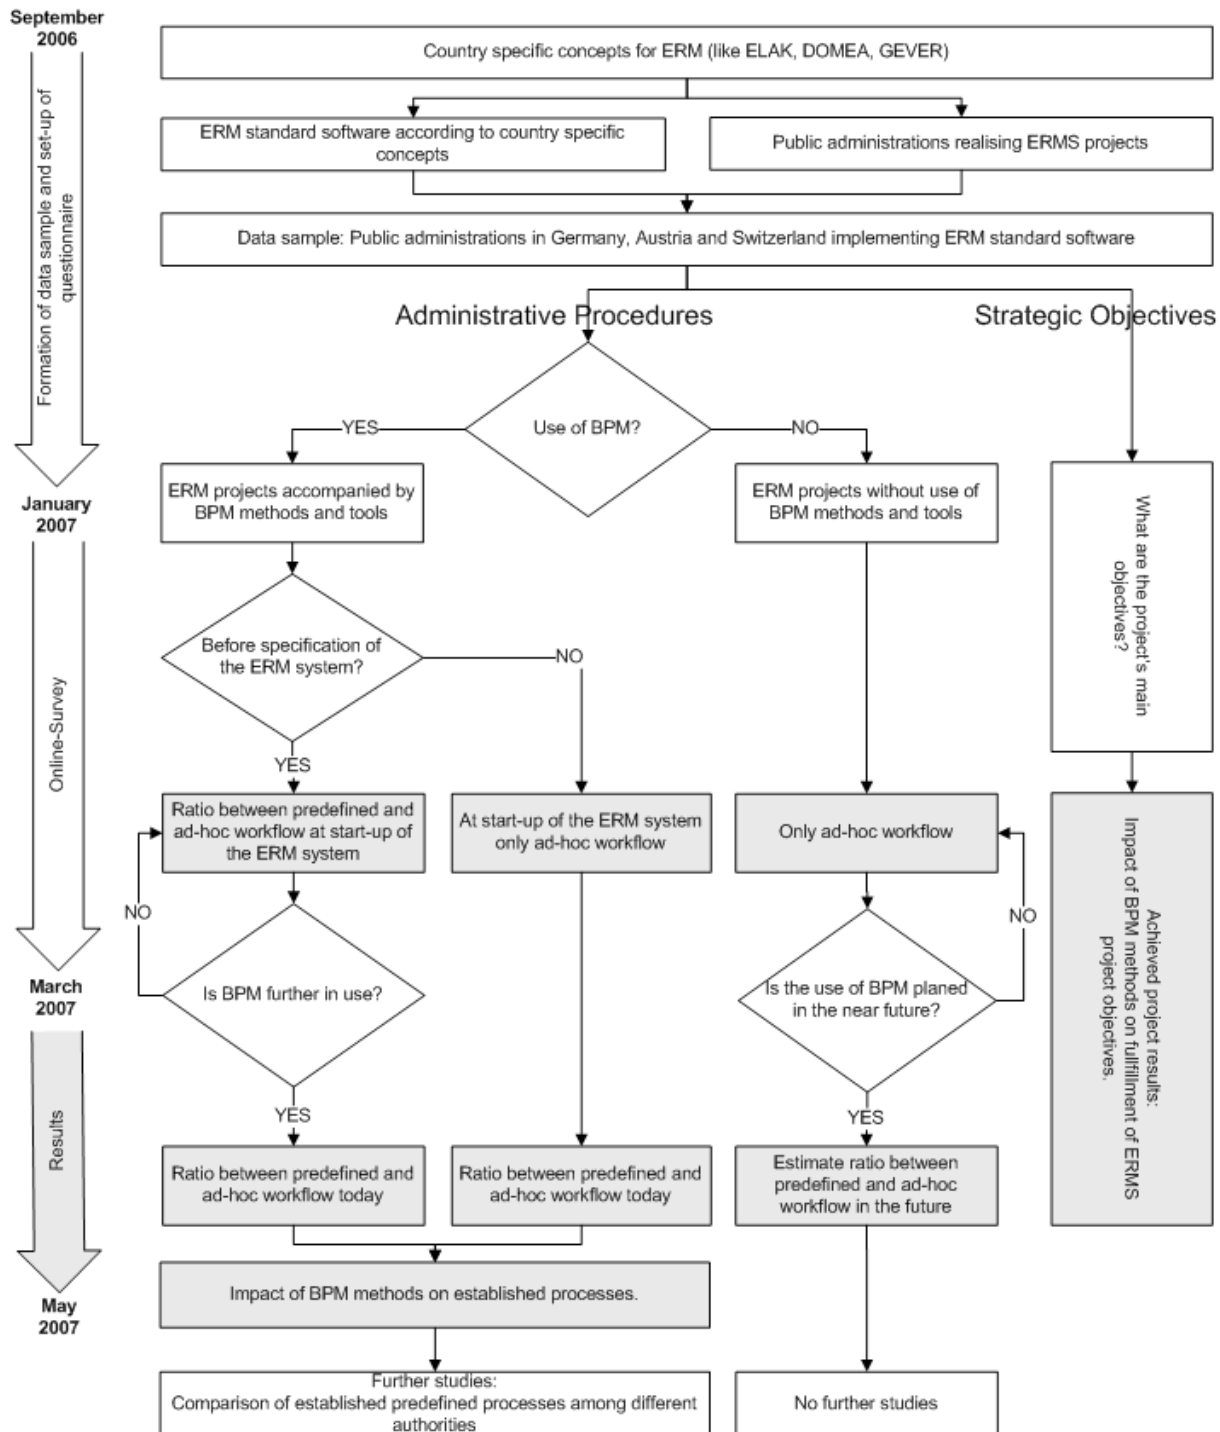 September
2006
Formation of data sample and set-up of
questionnaire
Country specific concepts for ERM (like ELAK, DOMEA, GEVER)
ERM standard software according to country specific
concepts
Public administrations realising ERMS projects
Data sample: Public administrations in Germany, Austria and Switzerland implementing ERM standard software
Administrative Procedures
Strategic Objectives
Use of BPM?
YES
NO
ERM projects accompanied by
BPM methods and tools
ERM projects without use of
BPM methods and tools
What are the project's main
objectives?
January
2007
Online-Survey
Before specification of
the ERM system?
NO
YES
Ratio between predefined and
ad-hoc workflow at start-up of
the ERM system
At start-up of the ERM system
only ad-hoc workflow
Only ad-hoc workflow
Achieved project results:
Impact of BPM methods on fullfillment of ERMS
project objectives.
NO
NO
Is BPM further in use?
Is the use of BPM planed
in the near future?
March
2007
Results
YES
YES
Ratio between predefined and
ad-hoc workflow today
Ratio between predefined and
ad-hoc workflow today
Estimate ratio between
predefined and ad-hoc
workflow in the future
Impact of BPM methods on established processes.
May
2007
Further studies:
Comparison of established predefined processes among different
authorities
No further studies